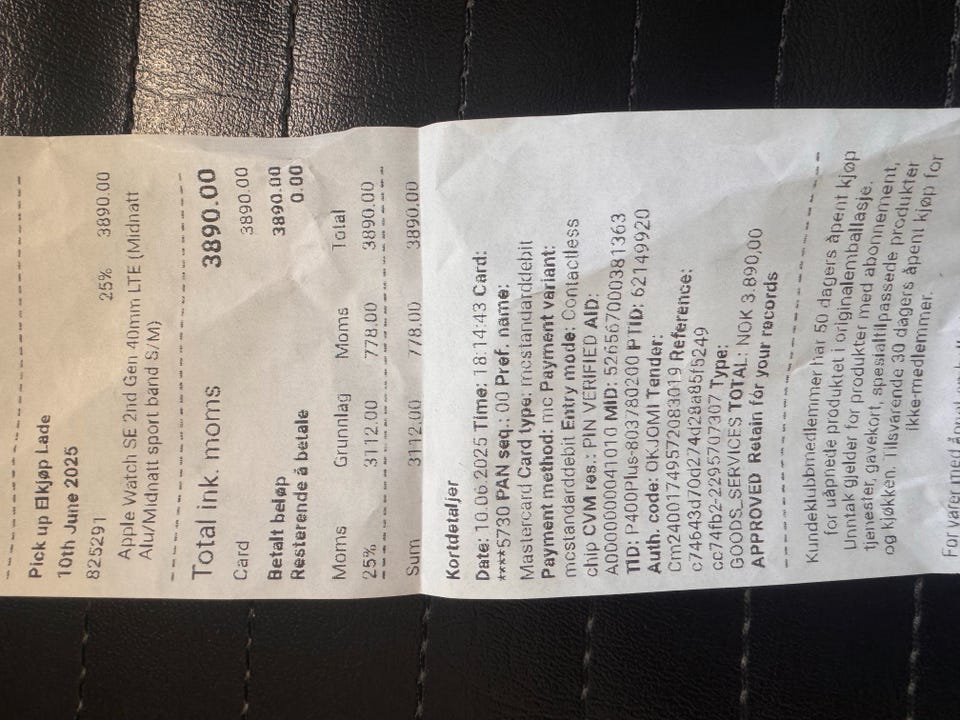 Pick up Elkjøp Lade
10th June 2025
825291 25% 3890.00
Apple Watch SE 2nd Gen 40mm LTE (Midnatt
Alu/Midnatt sport band S/M)
Total ink. moms 3890.00
Card 3890.00
Betalt beløp 3890.00
Resterende å betale 0.00
Moms Grunnlag Moms Total
25% 3112.00 778.00 3890.00
Sum 3112.00 778.00 3890.00
Kortdetaljer
Date: 10.06.2025 Time: 18:14:43 Card:
***5730 PAN seq.: 00 Pref. name:
Mastercard Card type: mcstandarddebit
Payment method: mc Payment variant:
mcstandarddebit Entry mode: Contactless
chip CVM res.: PIN VERIFIED AID:
A0000000041010 MID: 526567000381363
TID: P400Plus-803780200 PTID: 62149920
Auth. code: OKJOMI Tender:
Cm24001749572083019 Reference:
c74643d70d274d28a85f5249
cc74fb2-2295707307 Type:
GOODS_SERVICES TOTAL: NOK 3 890,00
APPROVED Retain for your records
Kundeklubbmedlemmer har 50 dagers åpent kjøp
for uåpnede produkter i originalemballasje.
Unntak gjelder for produkter med abonnement,
tjenester, gavekort, spesialtilpassede produkter
og kjøkken. Tilsvarende 30 dagers åpent kjøp for
ikke-medlemmer.
For varer med åpnet